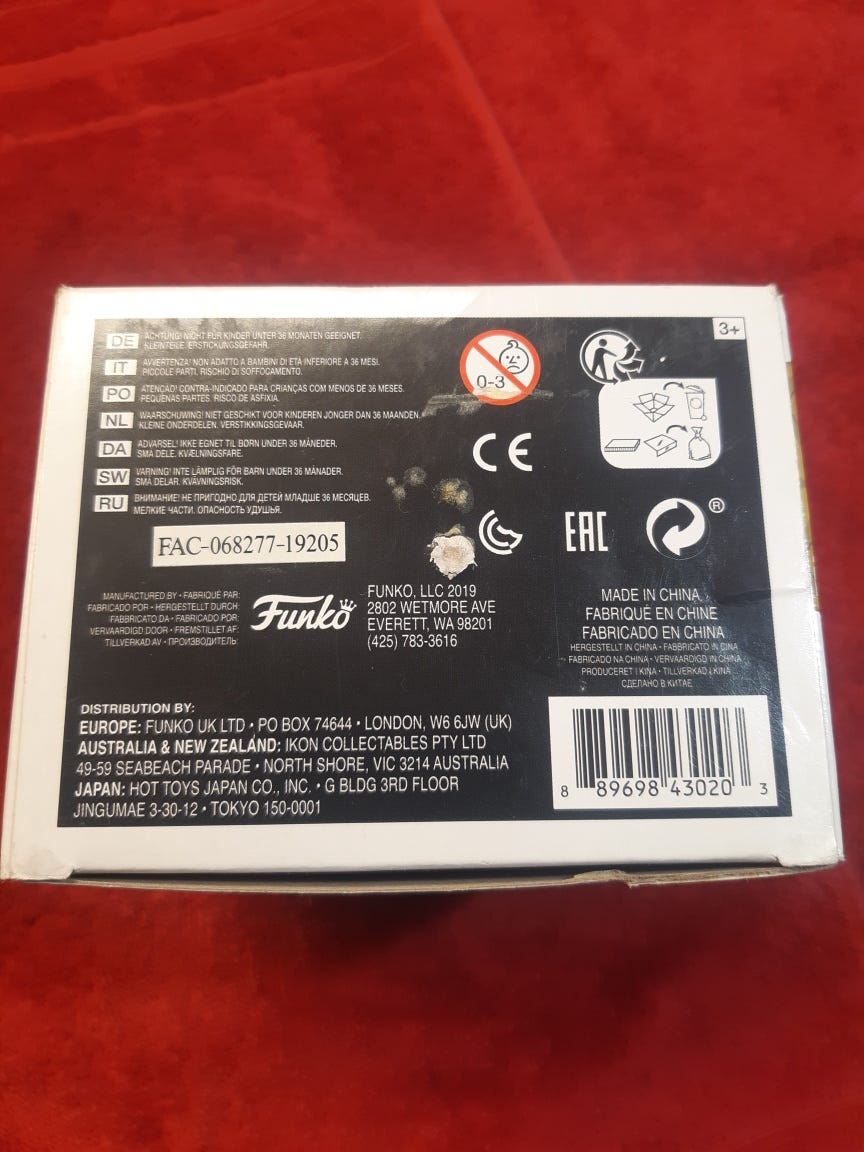 DE ACHTUNG! NICHT FÜR KINDER UNTER 36 MONATEN GEEIGNET.
KLEINTEILE. ERSTICKUNGSGEFAHR.
IT AVVERTENZA! NON ADATTO A BAMBINI DI ETÀ INFERIORE A 36 MESI.
PICCOLE PARTI, RISCHIO DI SOFFOCAMENTO.
PO ATENÇÃO! CONTRA-INDICADO PARA CRIANÇAS COM MENOS DE 36 MESES.
PEQUENAS PARTES. RISCO DE ASFIXIA.
NL WAARSCHUWING! NIET GESCHIKT VOOR KINDEREN JONGER DAN 36 MAANDEN.
KLEINE ONDERDELEN, VERSTIKKINGSGEVAAR.
DA ADVARSEL! IKKE EGNET TIL BØRN UNDER 36 MÅNEDER.
SMÅ DELE. KVÆLNINGSFARE.
SW VARNING! INTE LÄMPLIG FÖR BARN UNDER 36 MÅNADER.
SMÅ DELAR. KVÄVNINGSRISK.
RU ВНИМАНИЕ! НЕ ПРИГОДНО ДЛЯ ДЕТЕЙ МЛАДШЕ 36 МЕСЯЦЕВ.
МЕЛКИЕ ЧАСТИ. ОПАСНОСТЬ УДУШЬЯ.
0-3
3+
CE
EAC
®
FAC-068277-19205
MANUFACTURED BY • FABRIQUÉ PAR:
FABRICADO POR • HERGESTELLT DURCH:
FABBRICATO DA • FABRICADO POR:
VERVAARDIGD DOOR • FREMSTILLET AF:
TILLVERKAD AV • ПРОИЗВОДИТЕЛЬ:
Funko
FUNKO, LLC 2019
2802 WETMORE AVE
EVERETT, WA 98201
(425) 783-3616
MADE IN CHINA
FABRIQUÉ EN CHINE
FABRICADO EN CHINA
HERGESTELLT IN CHINA • FABBRICATO IN CINA
FABRICADO NA CHINA • VERVAARDIGD IN CHINA
PRODUCERET I KINA • TILLVERKAD I KINA
СДЕЛАНО В КИТАЕ
DISTRIBUTION BY:
EUROPE: FUNKO UK LTD • PO BOX 74644 • LONDON, W6 6JW (UK)
AUSTRALIA & NEW ZEALAND: IKON COLLECTABLES PTY LTD
49-59 SEABEACH PARADE • NORTH SHORE, VIC 3214 AUSTRALIA
JAPAN: HOT TOYS JAPAN CO., INC. • G BLDG 3RD FLOOR
JINGUMAE 3-30-12 • TOKYO 150-0001
8 89698 43020 3